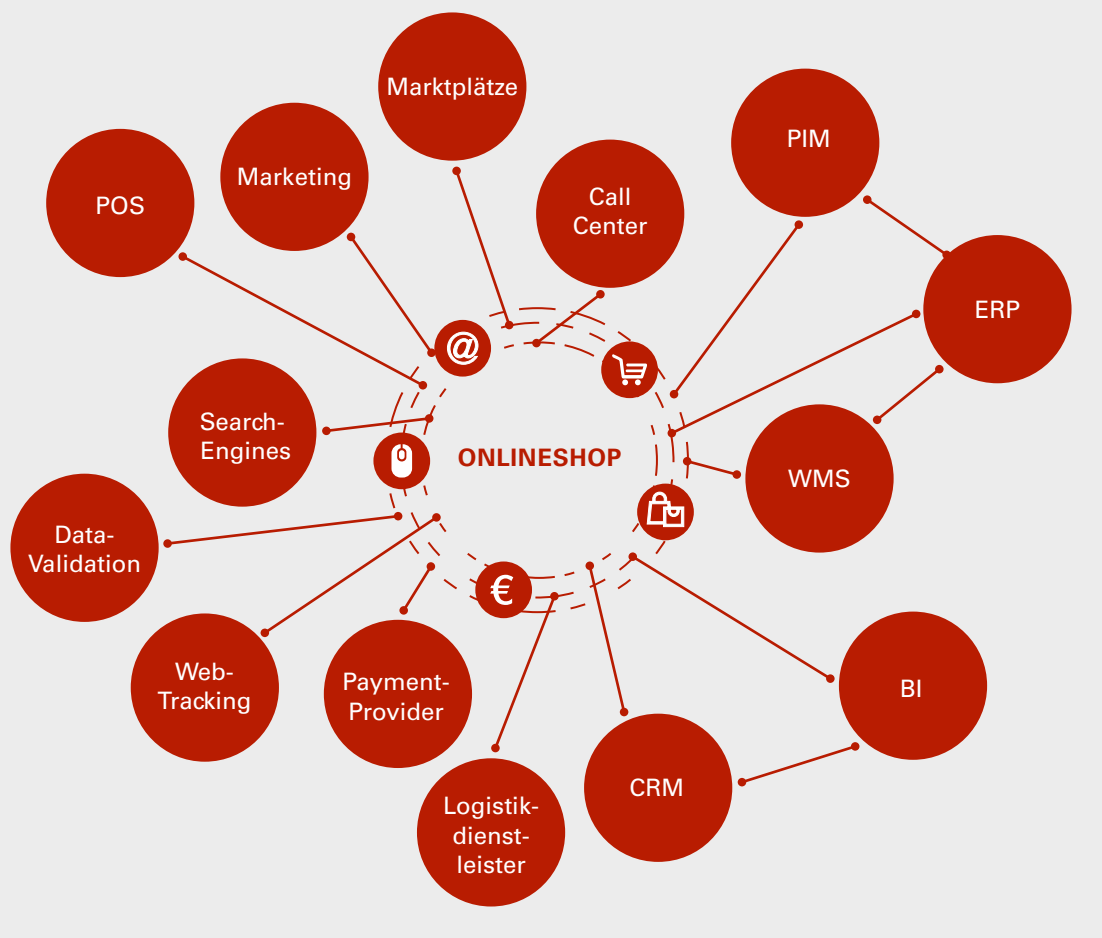 Marktplätze
PIM
Marketing
Call
Center
POS
ERP
@
Search-
Engines
ONLINESHOP
WMS
Data-
Validation
€
Web-
Tracking
Payment-
Provider
BI
CRM
Logistik-
dienst-
leister